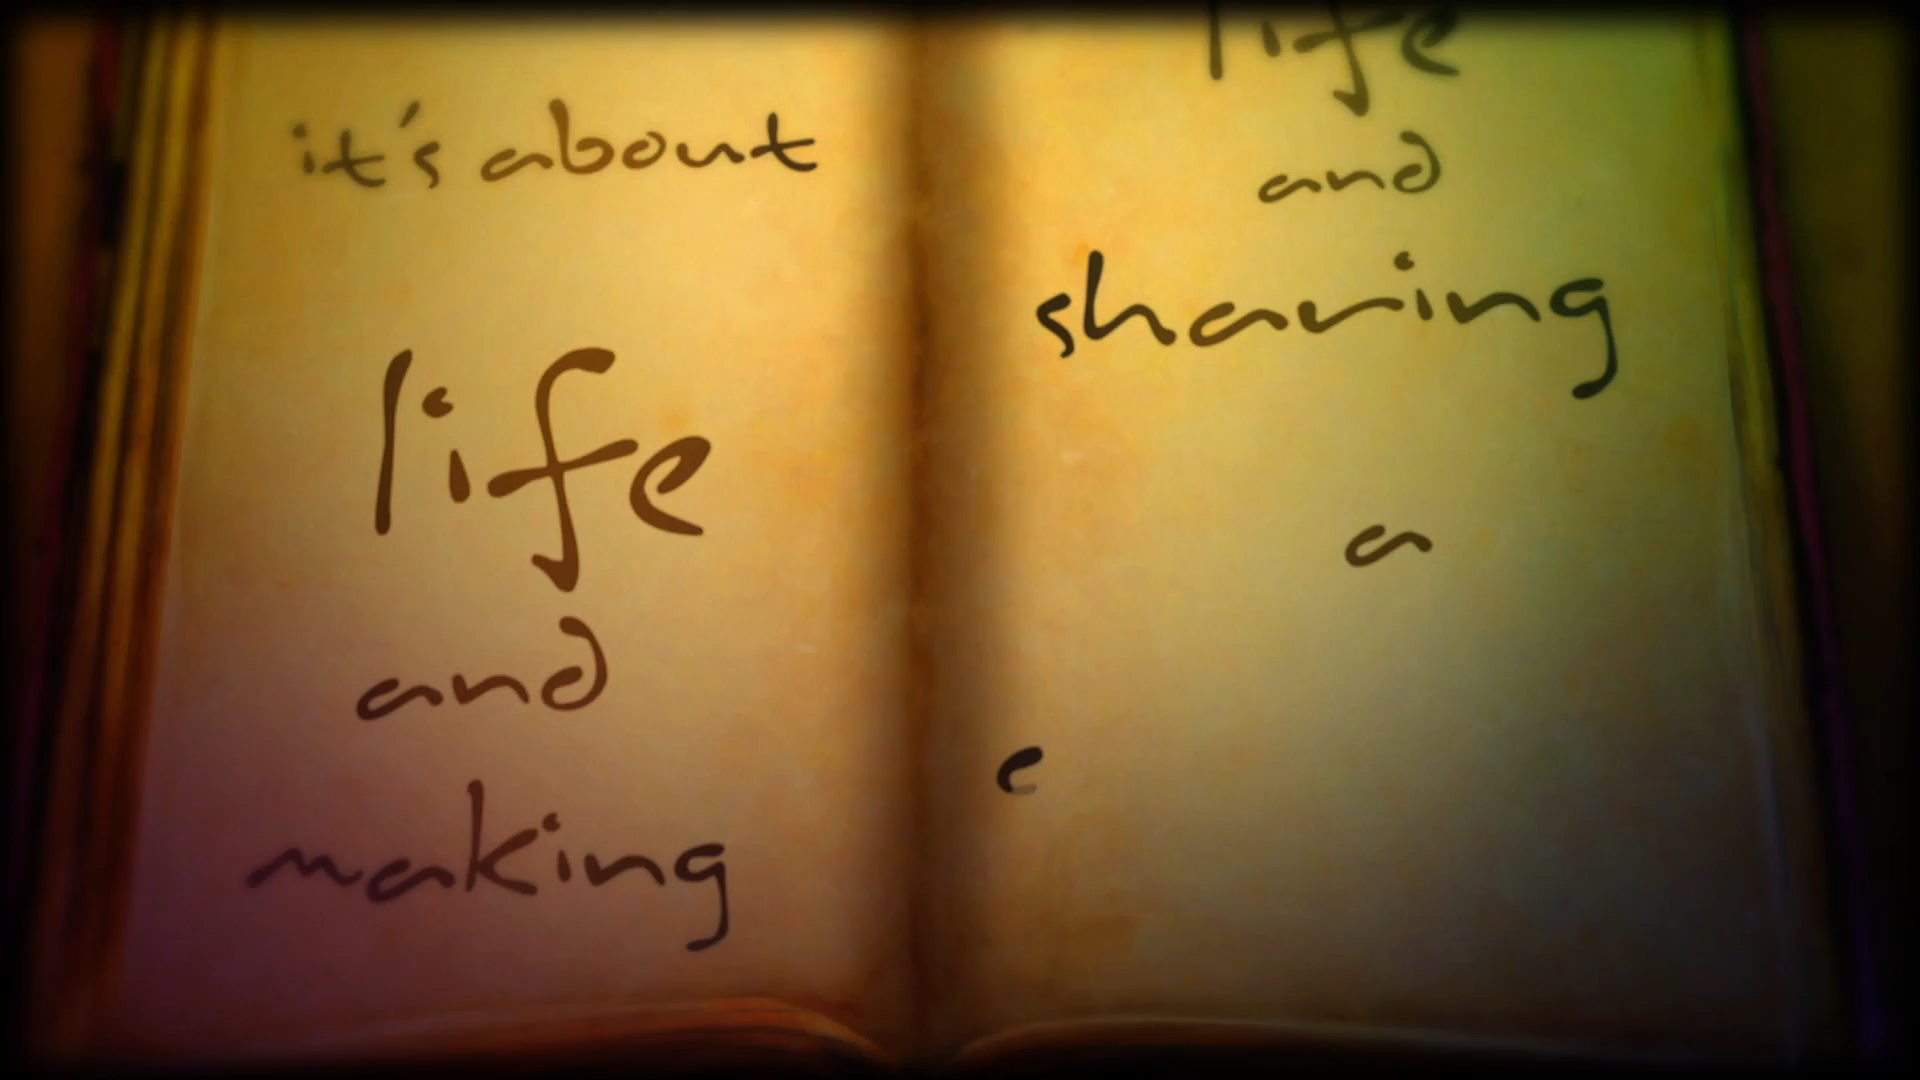 it's about
life
and
making
life
and
sharing
a
e